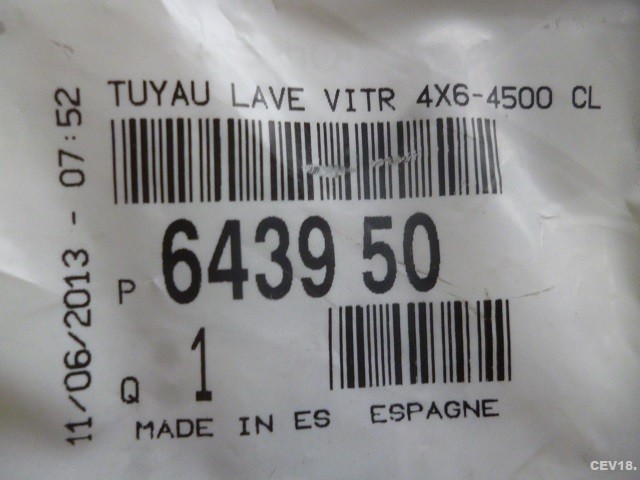 TUYAU LAVE VITR 4X6-4500 CL
11/06/2013 - 07:52
P 6439 50
Q 1
MADE IN ES ESPAGNE
CEV18.